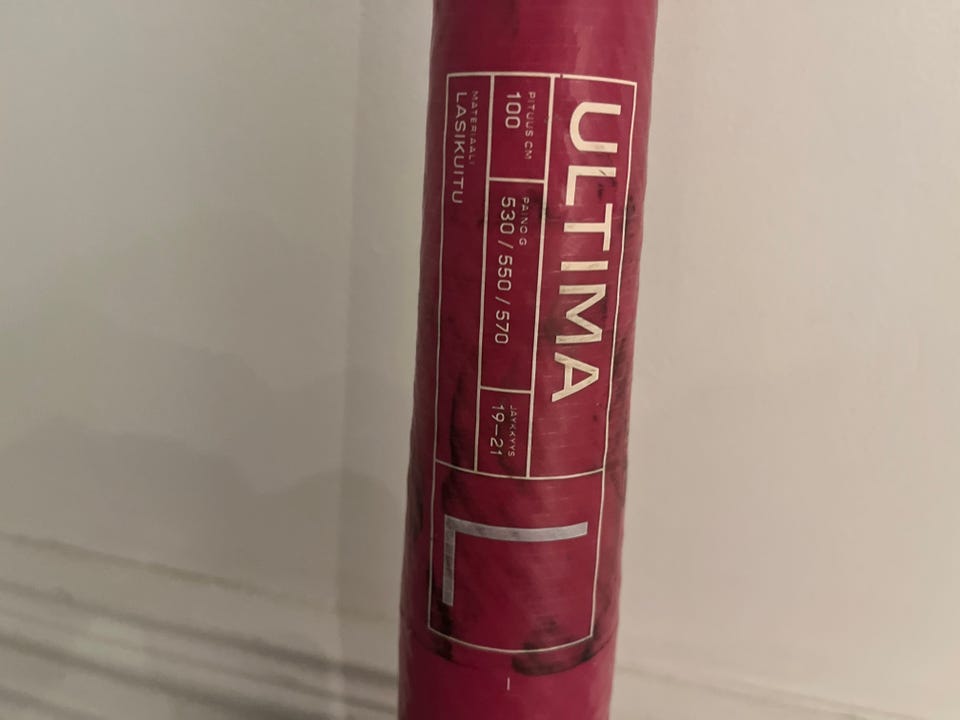 ULTIMA
PITUUS CM
100
PAINO G
530 / 550 / 570
JÄYKKYYS
19–21
MATERIAALI
LASIKUITU
L